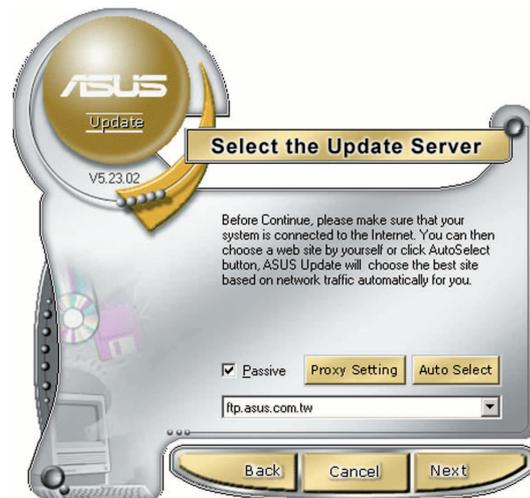 ASUS
Update
V5.23.02
Select the Update Server
Before Continue, please make sure that your
system is connected to the Internet. You can then
choose a web site by yourself or click AutoSelect
button, ASUS Update will choose the best site
based on network traffic automatically for you.
Passive
Proxy Setting
Auto Select
ftp.asus.com.tw
Back
Cancel
Next